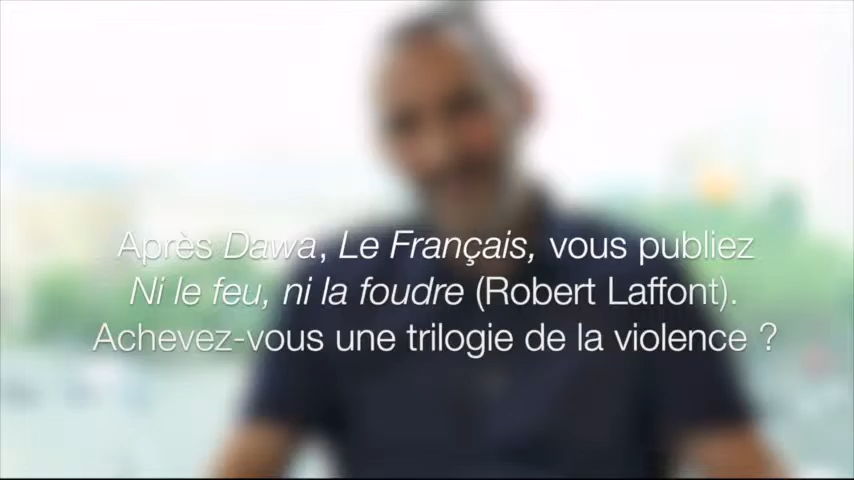 Après Dawa, Le Français, vous publiez
Ni le feu, ni la foudre (Robert Laffont).
Achevez-vous une trilogie de la violence ?